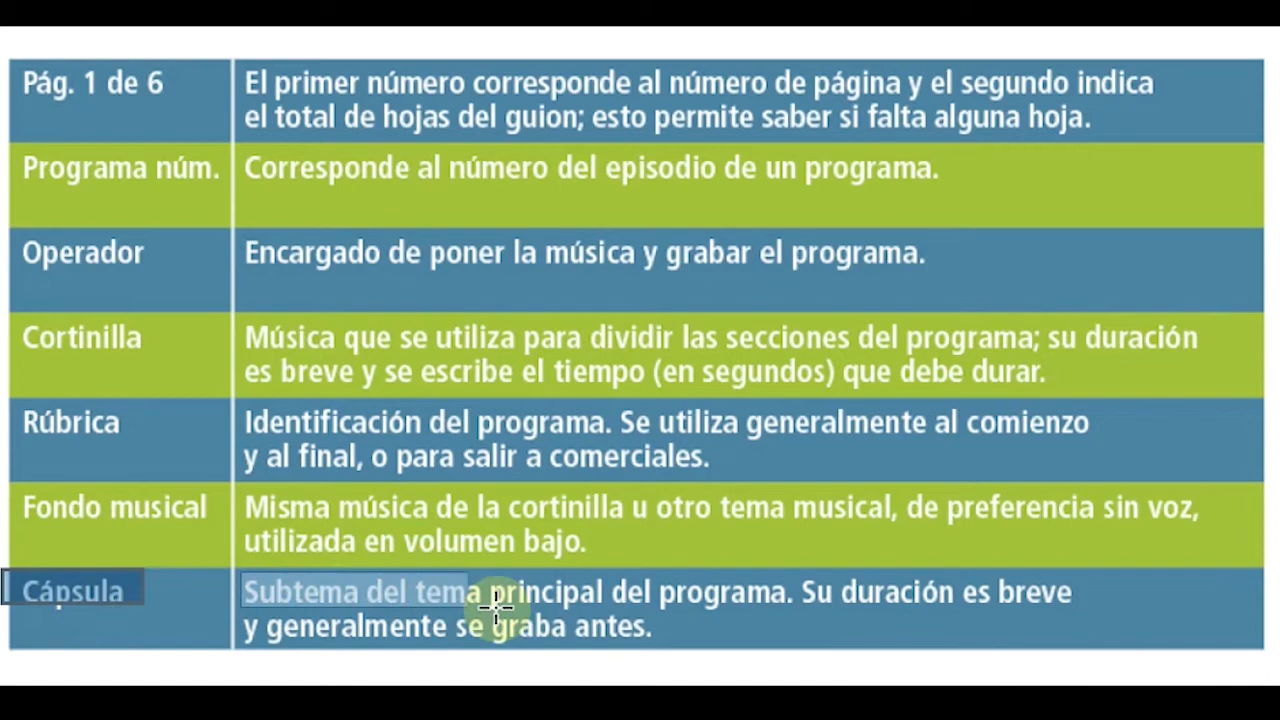 Pág. 1 de 6
El primer número corresponde al número de página y el segundo indica
el total de hojas del guion; esto permite saber si falta alguna hoja.
Programa núm.
Corresponde al número del episodio de un programa.
Operador
Encargado de poner la música y grabar el programa.
Cortinilla
Música que se utiliza para dividir las secciones del programa; su duración
es breve y se escribe el tiempo (en segundos) que debe durar.
Rúbrica
Identificación del programa. Se utiliza generalmente al comienzo
y al final, o para salir a comerciales.
Fondo musical
Misma música de la cortinilla u otro tema musical, de preferencia sin voz,
utilizada en volumen bajo.
Cápsula
Subtema del tema principal del programa. Su duración es breve
y generalmente se graba antes.